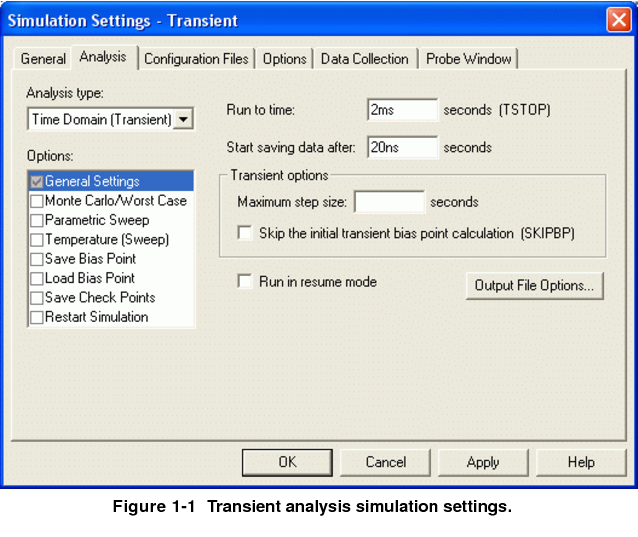 Simulation Settings - Transient
General Analysis Configuration Files Options Data Collection Probe Window
Analysis type:
Time Domain (Transient)
Options:
General Settings
Monte Carlo/Worst Case
Parametric Sweep
Temperature (Sweep)
Save Bias Point
Load Bias Point
Save Check Points
Restart Simulation
Run to time: 2ms seconds (TSTOP)
Start saving data after: 20ns seconds
Transient options
Maximum step size: seconds
Skip the initial transient bias point calculation (SKIPBP)
Run in resume mode
Output File Options...
OK Cancel Apply Help
Figure 1-1 Transient analysis simulation settings.